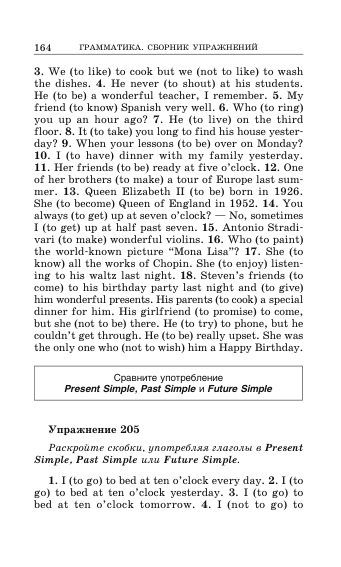 164 ГРАММАТИКА. СБОРНИК УПРАЖНЕНИЙ
3. We (to like) to cook but we (not to like) to wash
the dishes. 4. He never (to shout) at his students.
He (to be) a wonderful teacher, I remember. 5. My
friend (to know) Spanish very well. 6. Who (to ring)
you up an hour ago? 7. He (to live) on the third
floor. 8. It (to take) you long to find his house yester-
day? 9. When your lessons (to be) over on Monday?
10. I (to have) dinner with my family yesterday.
11. Her friends (to be) ready at five o'clock. 12. One
of her brothers (to make) a tour of Europe last sum-
mer. 13. Queen Elizabeth II (to be) born in 1926.
She (to become) Queen of England in 1952. 14. You
always (to get) up at seven o'clock? — No, sometimes
I (to get) up at half past seven. 15. Antonio Stradi-
vari (to make) wonderful violins. 16. Who (to paint)
the world-known picture "Mona Lisa"? 17. She (to
know) all the works of Chopin. She (to enjoy) listen-
ing to his waltz last night. 18. Steven's friends (to
come) to his birthday party last night and (to give)
him wonderful presents. His parents (to cook) a special
dinner for him. His girlfriend (to promise) to come,
but she (not to be) there. He (to try) to phone, but he
couldn't get through. He (to be) really upset. She was
the only one who (not to wish) him a Happy Birthday.
Сравните употребление
Present Simple, Past Simple и Future Simple
Упражнение 205
Раскройте скобки, употребляя глаголы в Present
Simple, Past Simple или Future Simple.
1. I (to go) to bed at ten o'clock every day. 2. I (to
go) to bed at ten o'clock yesterday. 3. I (to go) to
bed at ten o'clock tomorrow. 4. I (not to go) to